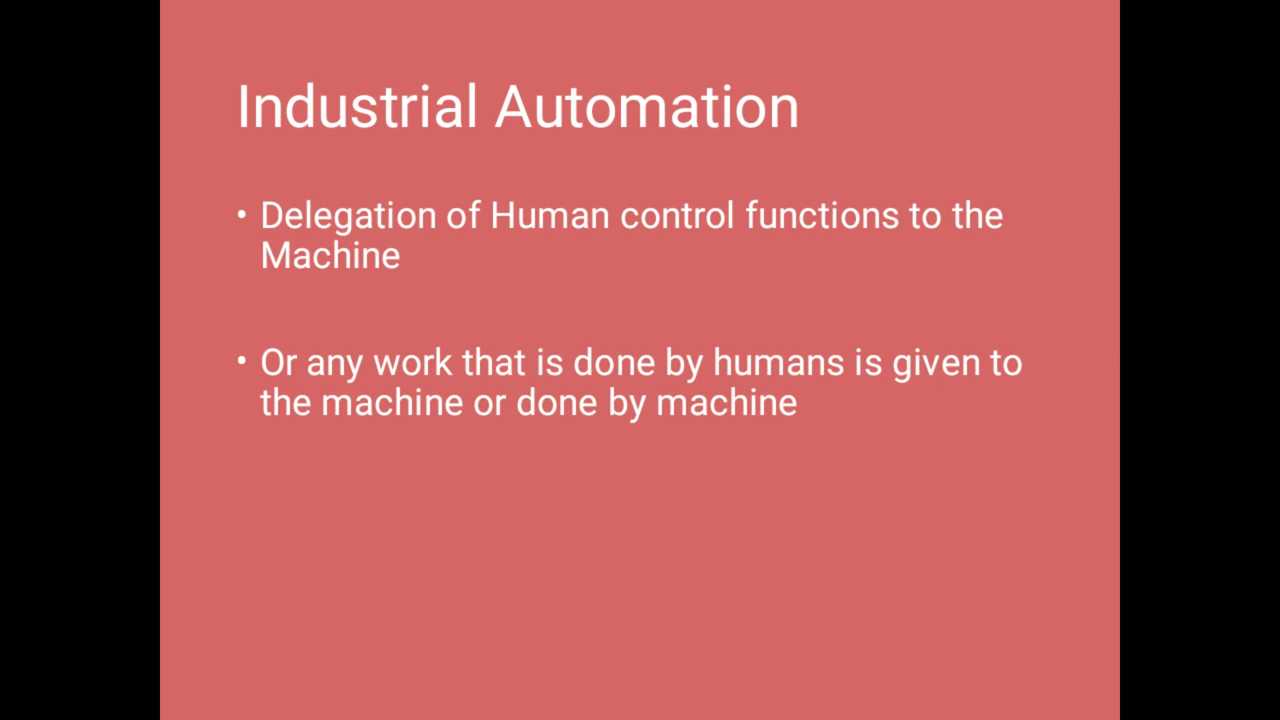 Industrial Automation
• Delegation of Human control functions to the
Machine
• Or any work that is done by humans is given to
the machine or done by machine